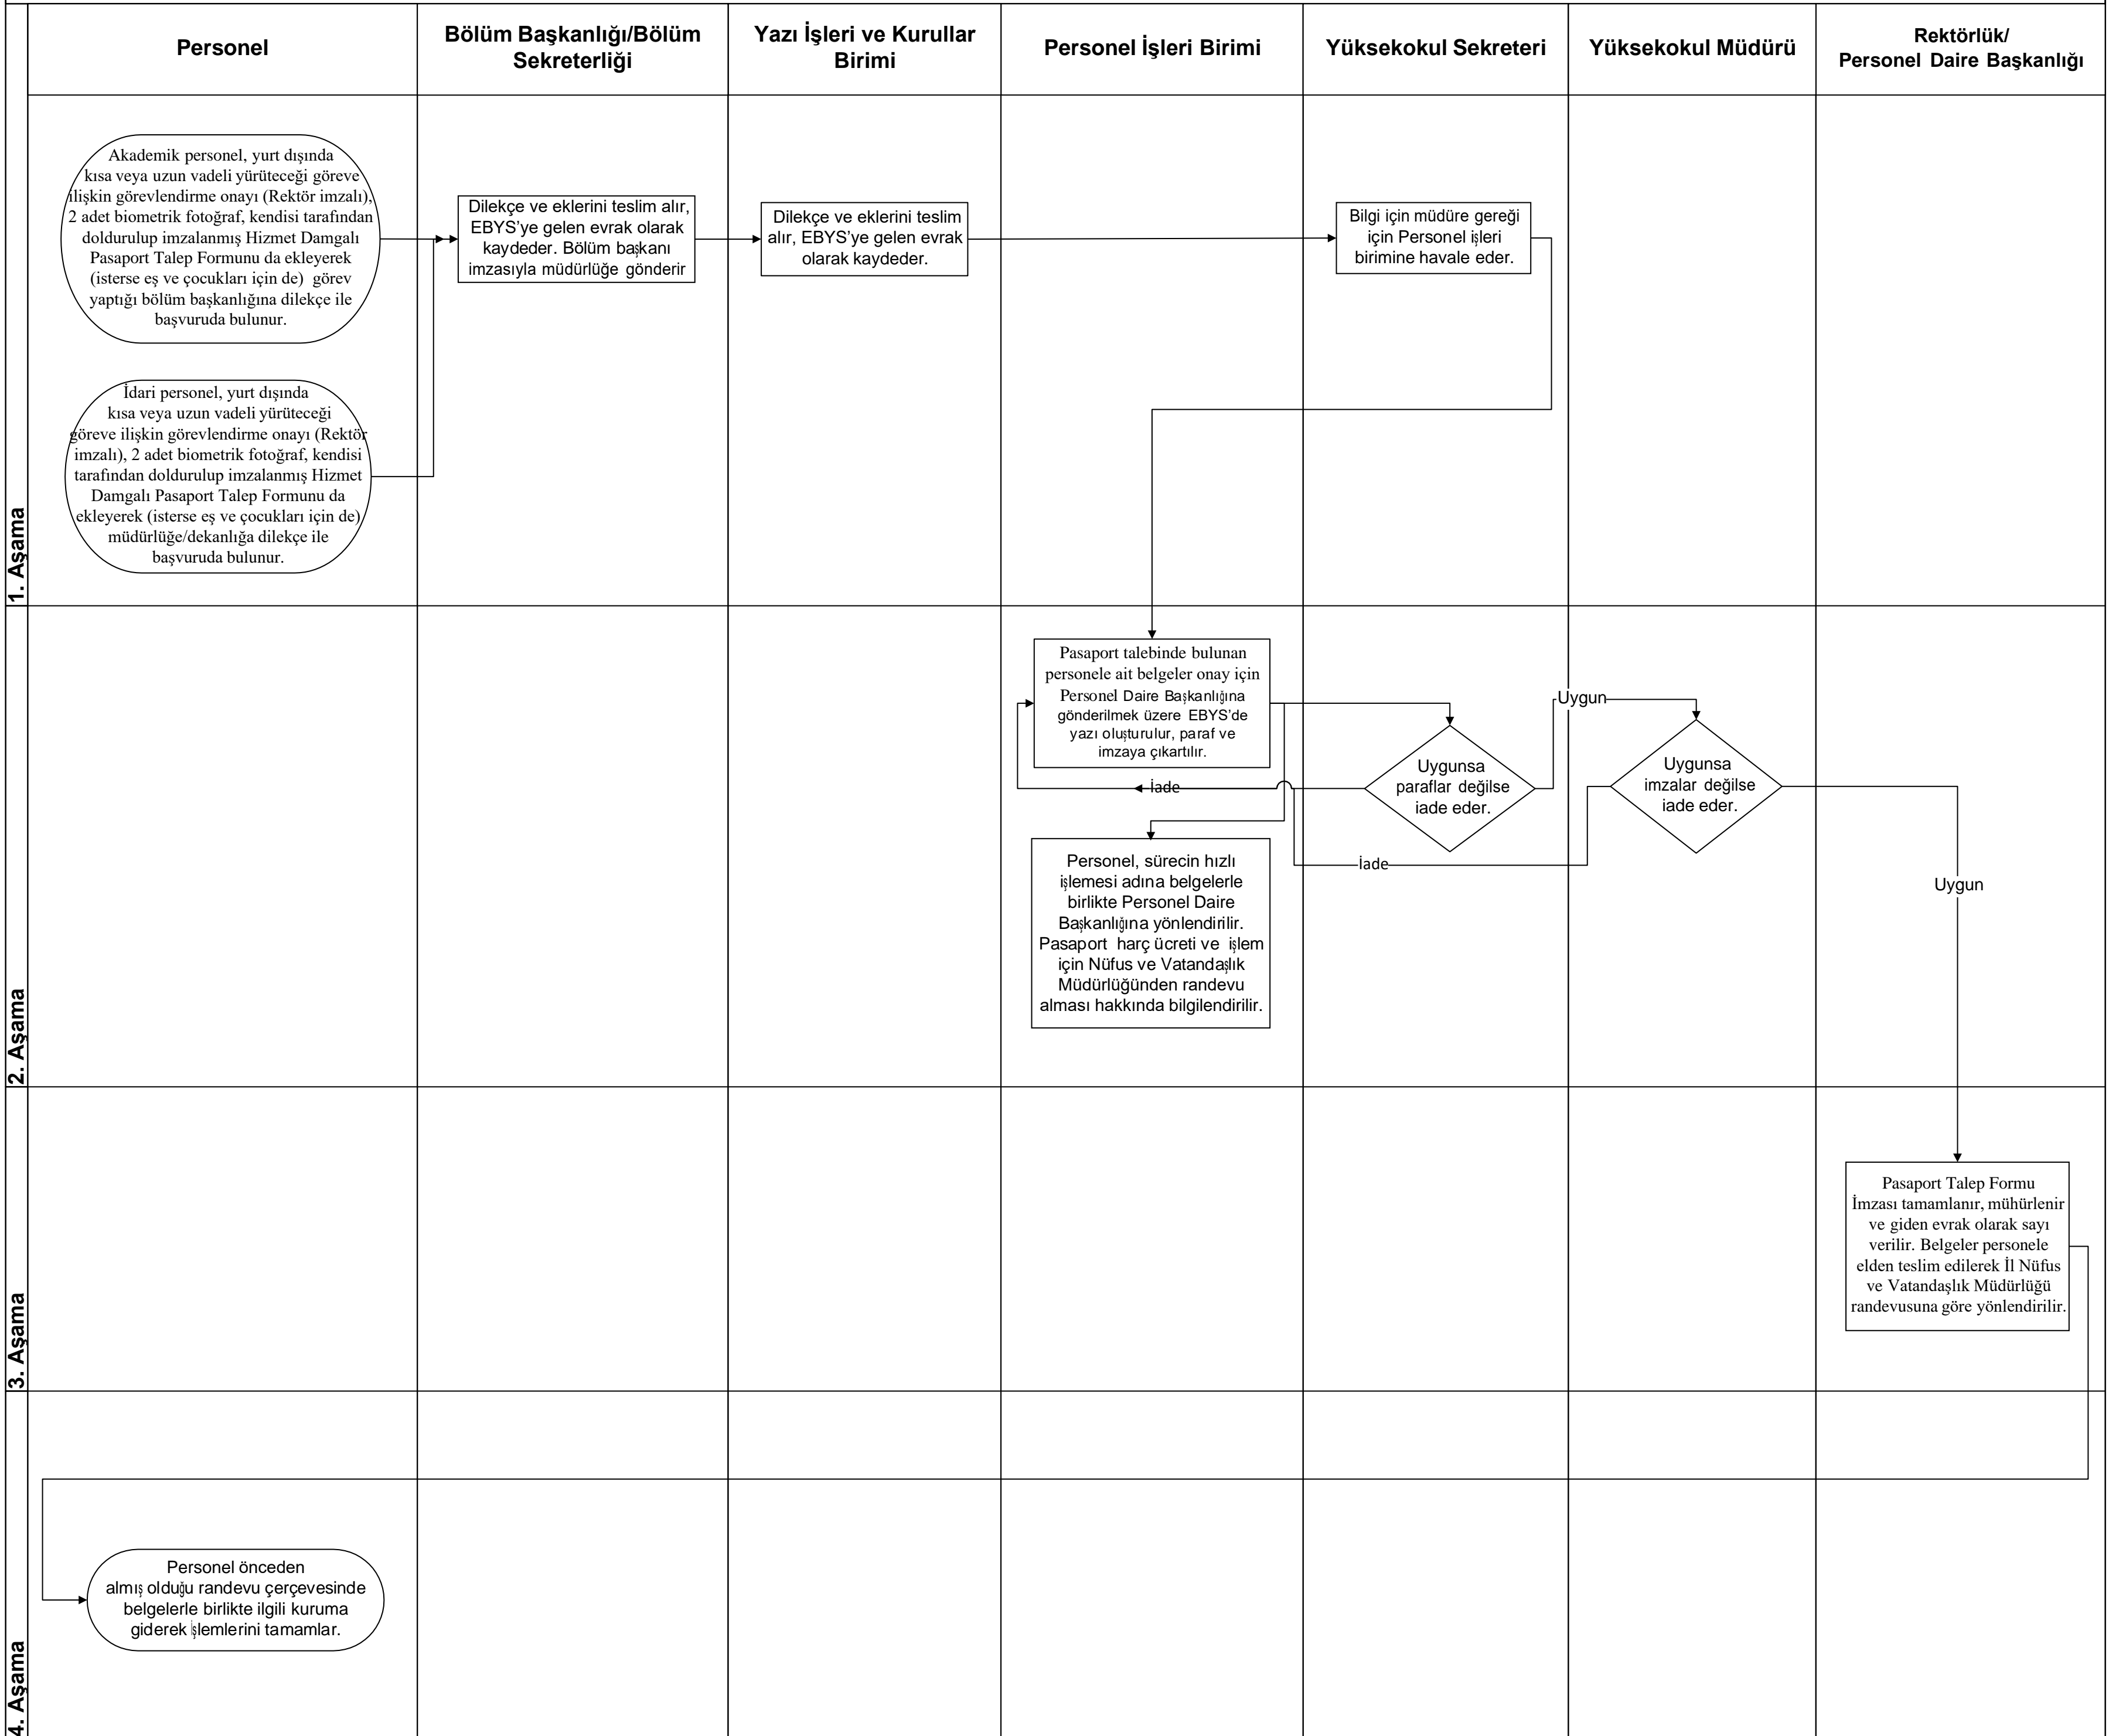 Personel
Bölüm Başkanlığı/Bölüm
Sekreterliği
Yazı İşleri ve Kurullar
Birimi
Personel İşleri Birimi
Yüksekokul Sekreteri
Yüksekokul Müdürü
Rektörlük/
Personel Daire Başkanlığı
1. Aşama
Akademik personel, yurt dışında
kısa veya uzun vadeli yürüteceği göreve
ilişkin görevlendirme onayı (Rektör imzalı),
2 adet biometrik fotoğraf, kendisi tarafından
doldurulup imzalanmış Hizmet Damgalı
Pasaport Talep Formunu da ekleyerek
(isterse eş ve çocukları için de) görev
yaptığı bölüm başkanlığına dilekçe ile
başvuruda bulunur.
İdari personel, yurt dışında
kısa veya uzun vadeli yürüteceği
göreve ilişkin görevlendirme onayı (Rektör
imzalı), 2 adet biometrik fotoğraf, kendisi
tarafından doldurulup imzalanmış Hizmet
Damgalı Pasaport Talep Formunu da
ekleyerek (isterse eş ve çocukları için de)
müdürlüğe/dekanlığa dilekçe ile
başvuruda bulunur.
Dilekçe ve eklerini teslim alır,
EBYS'ye gelen evrak olarak
kaydeder. Bölüm başkanı
imzasıyla müdürlüğe gönderir
Dilekçe ve eklerini teslim
alır, EBYS'ye gelen evrak
olarak kaydeder.
Bilgi için müdüre gereği
için Personel işleri
birimine havale eder.
2. Aşama
Pasaport talebinde bulunan
personele ait belgeler onay için
Personel Daire Başkanlığına
gönderilmek üzere EBYS'de
yazı oluşturulur, paraf ve
imzaya çıkartılır.
Uygunsa
paraflar değilse
iade eder.
Uygun
Uygunsa
imzalar değilse
iade eder.
İade
İade
Uygun
Personel, sürecin hızlı
işlemesi adına belgelerle
birlikte Personel Daire
Başkanlığına yönlendirilir.
Pasaport harç ücreti ve işlem
için Nüfus ve Vatandaşlık
Müdürlüğünden randevu
alması hakkında bilgilendirilir.
3. Aşama
Pasaport Talep Formu
İmzası tamamlanır, mühürlenir
ve giden evrak olarak sayı
verilir. Belgeler personele
elden teslim edilerek İl Nüfus
ve Vatandaşlık Müdürlüğü
randevusuna göre yönlendirilir.
4. Aşama
Personel önceden
almış olduğu randevu çerçevesinde
belgelerle birlikte ilgili kuruma
giderek işlemlerini tamamlar.